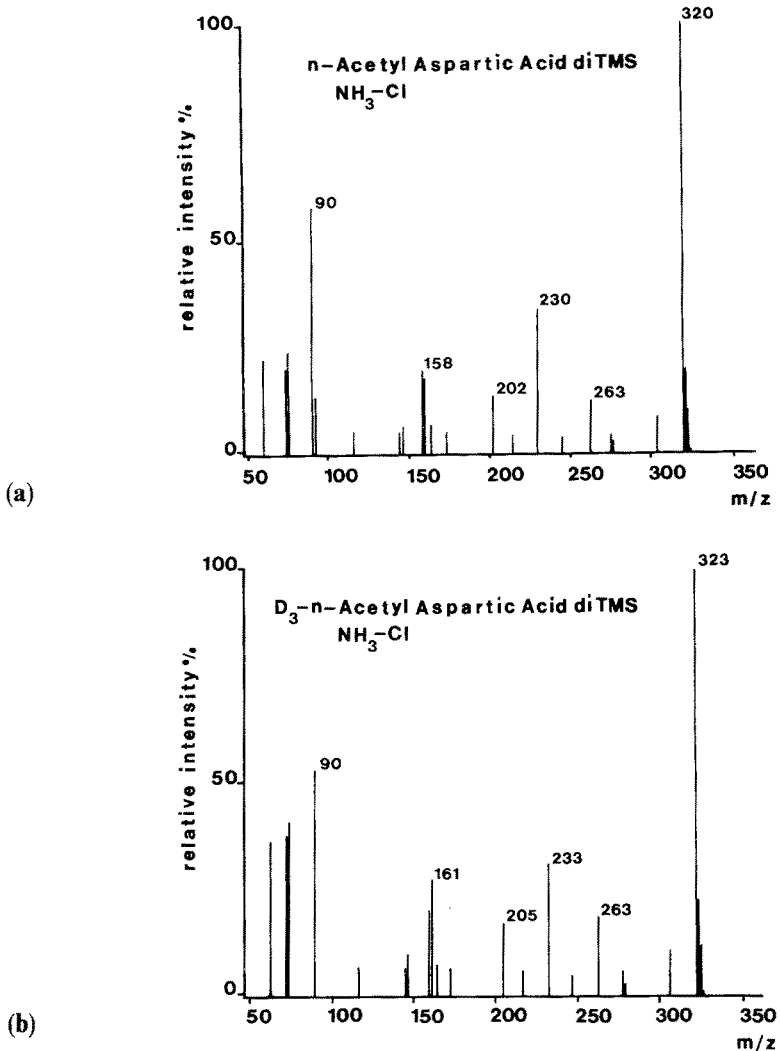 100
320
n-Acetyl Aspartic Acid diTMS
NH3-CI
relative intensity %
90
50
230
158
202
263
0
50 100 150 200 250 300 350
m/z
(a)
100
323
D3-n-Acetyl Aspartic Acid diTMS
NH3-CI
relative intensity %
90
50
233
161
205
263
0
50 100 150 200 250 300 350
m/z
(b)